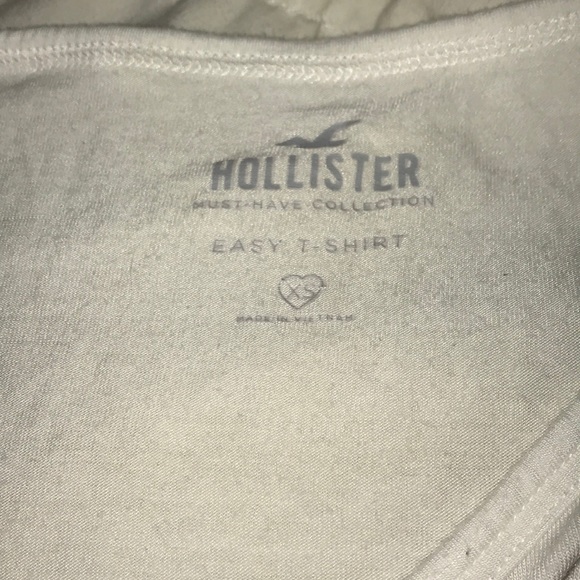 HOLLISTER
MUST-HAVE COLLECTION
EASY T-SHIRT
XS
MADE IN VIETNAM